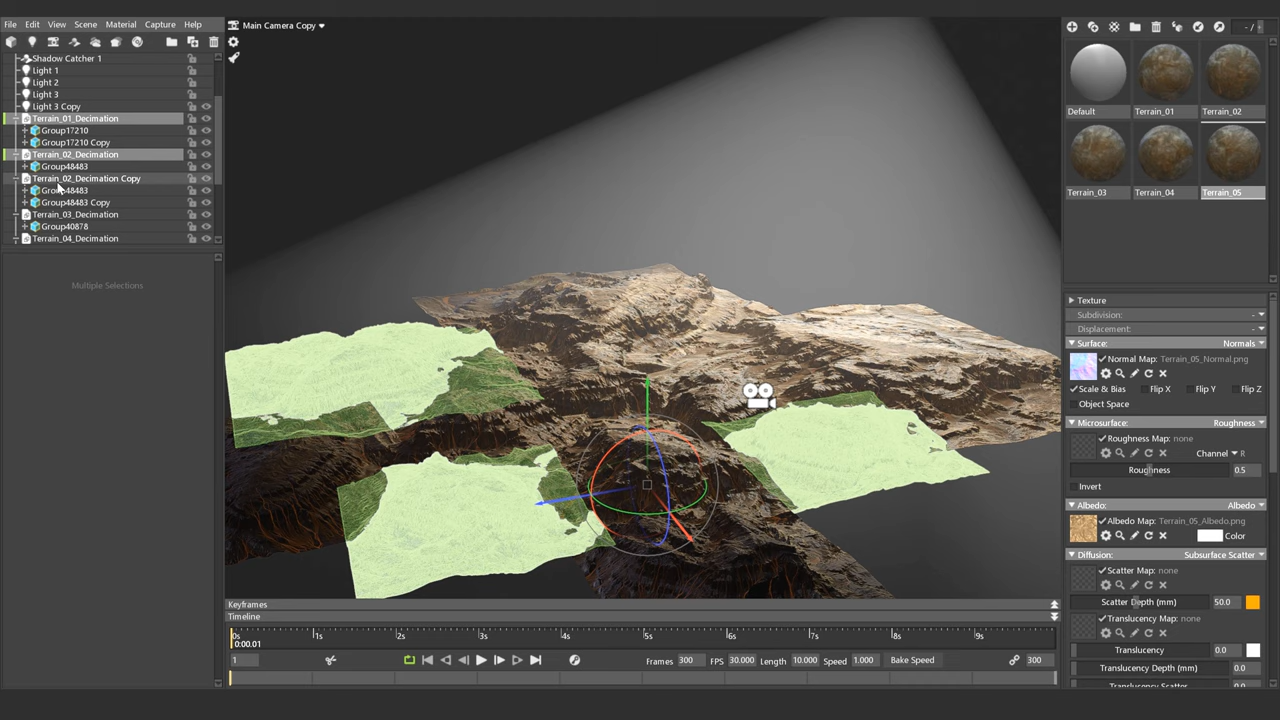 File Edit View Scene Material Capture Help
Main Camera Copy
- /
Shadow Catcher 1
Light 1
Light 2
Light 3
Light 3 Copy
Terrain_01_Decimation
Group17210
Group17210 Copy
Terrain_02_Decimation
Group48483
Terrain_02_Decimation Copy
Group48483
Group48483 Copy
Terrain_03_Decimation
Group40878
Terrain_04_Decimation
Multiple Selections
Default Terrain_01 Terrain_02
Terrain_03 Terrain_04 Terrain_05
Texture
Subdivision: -
Displacement: -
Surface: Normals
Normal Map: Terrain_05_Normal.png
Scale & Bias Flip X Flip Y Flip Z
Object Space
Microsurface: Roughness
Roughness Map: none
Channel R
Roughness 0.5
Invert
Albedo: Albedo
Albedo Map: Terrain_05_Albedo.png
Color
Diffusion: Subsurface Scatter
Scatter Map: none
Scatter Depth (mm) 50.0
Translucency Map: none
Translucency 0.0
Translucency Depth (mm) 0.0
Translucency Scatter
Keyframes
Timeline
0s 1s 2s 3s 4s 5s 6s 7s 8s 9s
0:00.01
1 Frames 300 FPS 30.000 Length 10.000 Speed 1.000 Bake Speed 300